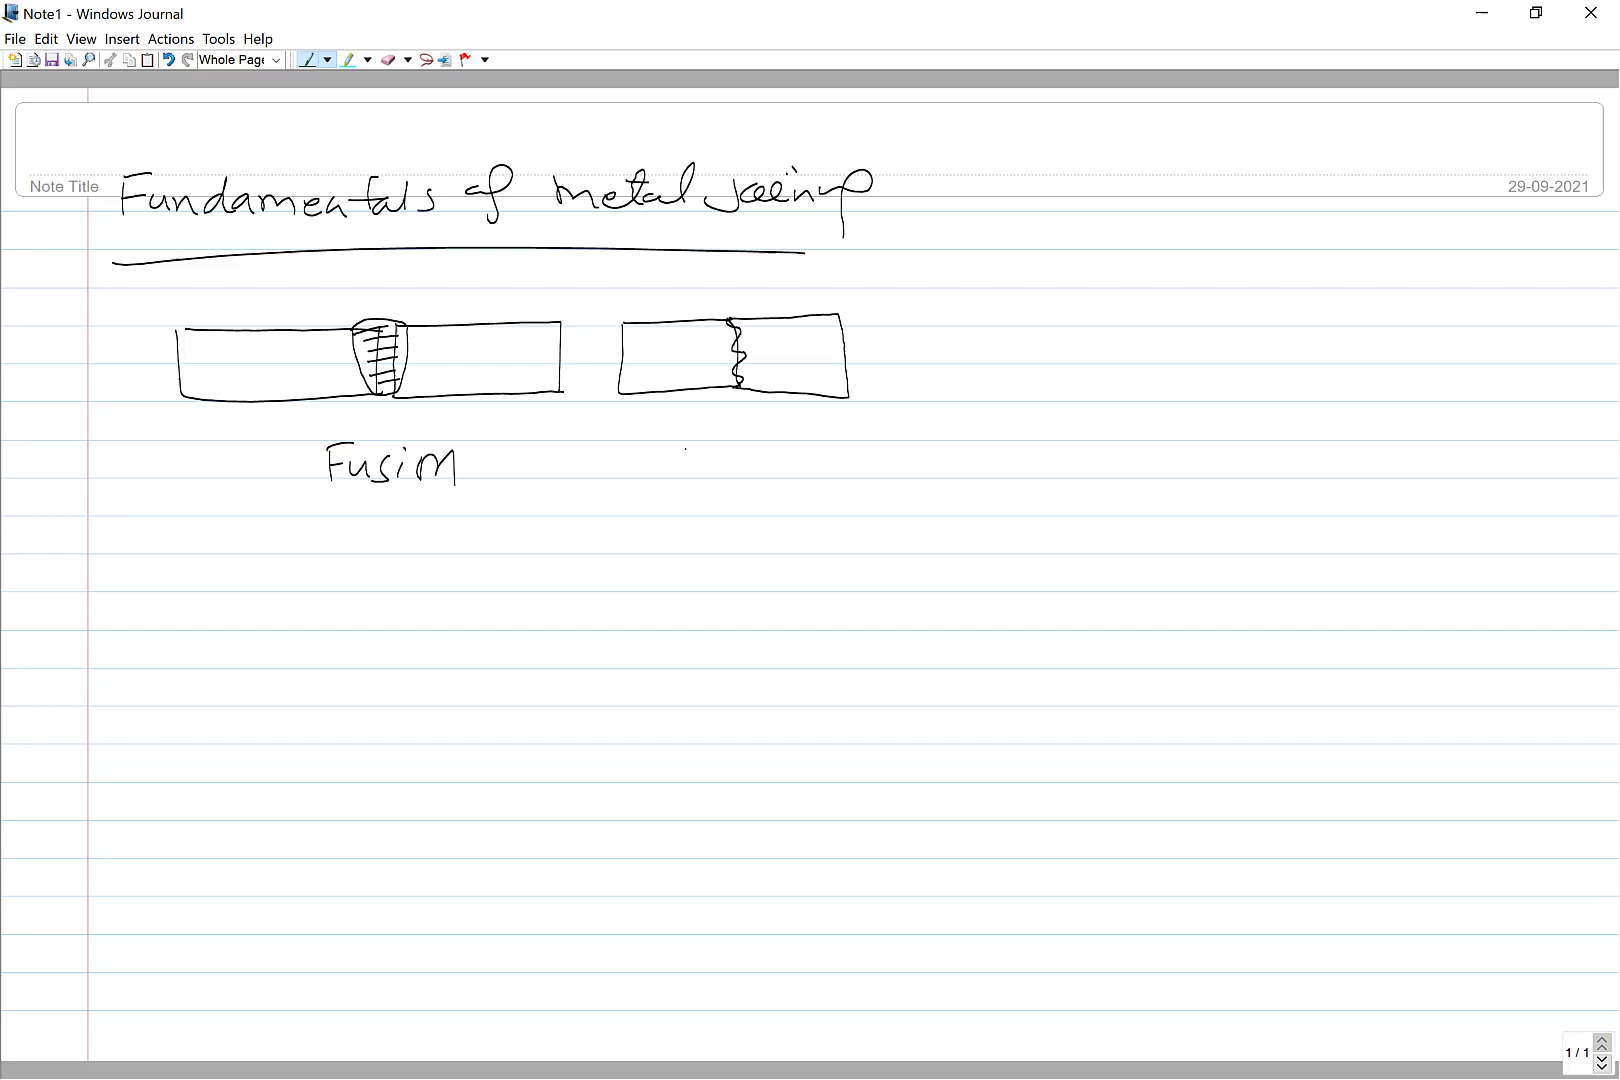 Note1 - Windows Journal
File Edit View Insert Actions Tools Help
Whole Page
Note Title
29-09-2021
Fundamentals of metal joining
Fusion
1 / 1